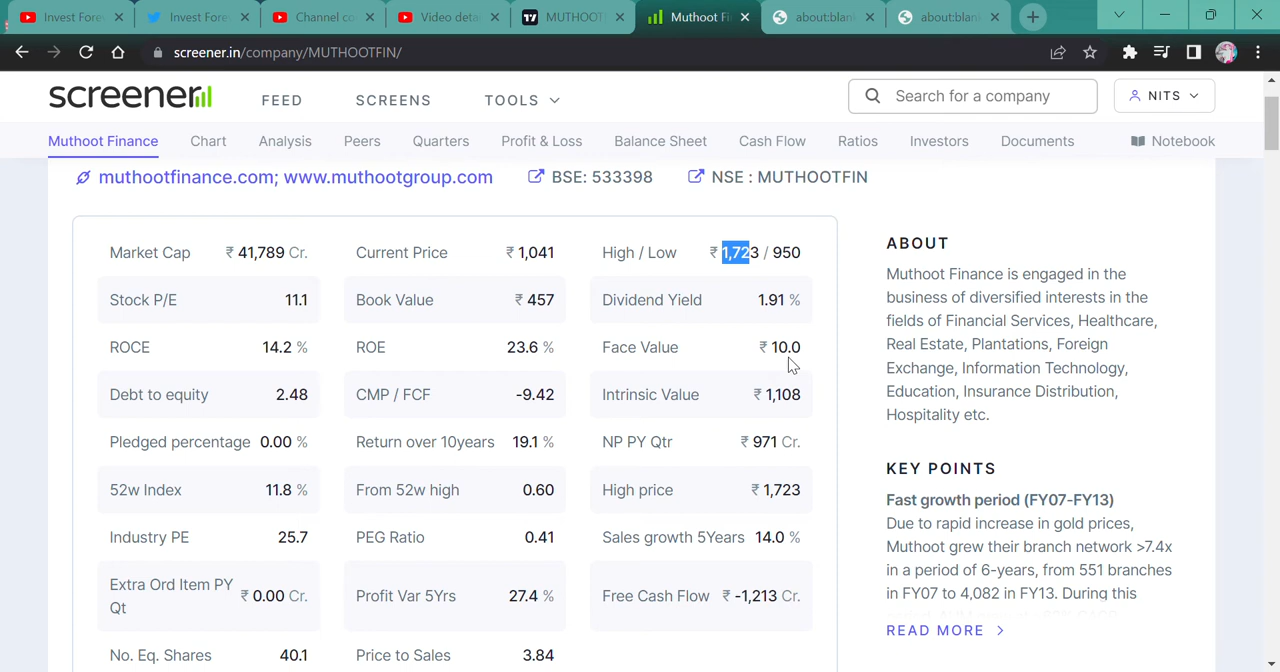 Invest Fores
Invest Fores
Channel co
Video deta
MUTHOOT
Muthoot Fi
about:blan
about:blan
screener.in/company/MUTHOOTFIN/
screener
FEED
SCREENS
TOOLS
Search for a company
NITS
Muthoot Finance
Chart
Analysis
Peers
Quarters
Profit & Loss
Balance Sheet
Cash Flow
Ratios
Investors
Documents
Notebook
muthootfinance.com; www.muthootgroup.com
BSE: 533398
NSE : MUTHOOTFIN
Market Cap ₹ 41,789 Cr.
Current Price ₹ 1,041
High / Low ₹ 1,723 / 950
Stock P/E 11.1
Book Value ₹ 457
Dividend Yield 1.91 %
ROCE 14.2 %
ROE 23.6 %
Face Value ₹ 10.0
Debt to equity 2.48
CMP / FCF -9.42
Intrinsic Value ₹ 1,108
Pledged percentage 0.00 %
Return over 10years 19.1 %
NP PY Qtr ₹ 971 Cr.
52w Index 11.8 %
From 52w high 0.60
High price ₹ 1,723
Industry PE 25.7
PEG Ratio 0.41
Sales growth 5Years 14.0 %
Extra Ord Item PY
Qt
₹ 0.00 Cr.
Profit Var 5Yrs 27.4 %
Free Cash Flow ₹ -1,213 Cr.
No. Eq. Shares 40.1
Price to Sales 3.84
ABOUT
Muthoot Finance is engaged in the
business of diversified interests in the
fields of Financial Services, Healthcare,
Real Estate, Plantations, Foreign
Exchange, Information Technology,
Education, Insurance Distribution,
Hospitality etc.
KEY POINTS
Fast growth period (FY07-FY13)
Due to rapid increase in gold prices,
Muthoot grew their branch network >7.4x
in a period of 6-years, from 551 branches
in FY07 to 4,082 in FY13. During this
READ MORE